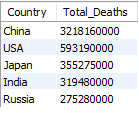 Country Total_Deaths
China 3218160000
USA 593190000
Japan 355275000
India 319480000
Russia 275280000